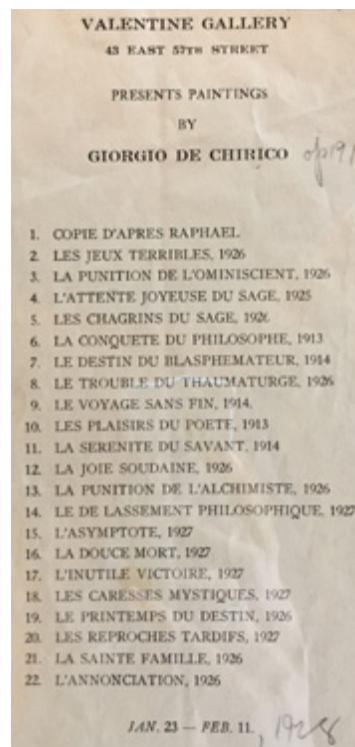 VALENTINE GALLERY
43 EAST 57TH STREET
PRESENTS PAINTINGS
BY
GIORGIO DE CHIRICO
1. COPIE D'APRES RAPHAEL
2. LES JEUX TERRIBLES, 1926
3. LA PUNITION DE L'OMINISCIENT, 1926
4. L'ATTENTE JOYEUSE DU SAGE, 1925
5. LES CHAGRINS DU SAGE, 1926
6. LA CONQUETE DU PHILOSOPHE, 1913
7. LE DESTIN DU BLASPHEMATEUR, 1914
8. LE TROUBLE DU THAUMATURGE, 1926
9. LE VOYAGE SANS FIN, 1914.
10. LES PLAISIRS DU POETE, 1913
11. LA SERENITE DU SAVANT, 1914
12. LA JOIE SOUDAINE, 1926
13. LA PUNITION DE L'ALCHIMISTE, 1926
14. LE DE LASSEMENT PHILOSOPHIQUE, 1927
15. L'ASYMPTOTE, 1927
16. LA DOUCE MORT, 1927
17. L'INUTILE VICTOIRE, 1927
18. LES CARESSES MYSTIQUES, 1927
19. LE PRINTEMPS DU DESTIN, 1926
20. LES REPROCHES TARDIFS, 1927
21. LA SAINTE FAMILLE, 1926
22. L'ANNONCIATION, 1926
JAN. 23 — FEB. 11, 1928